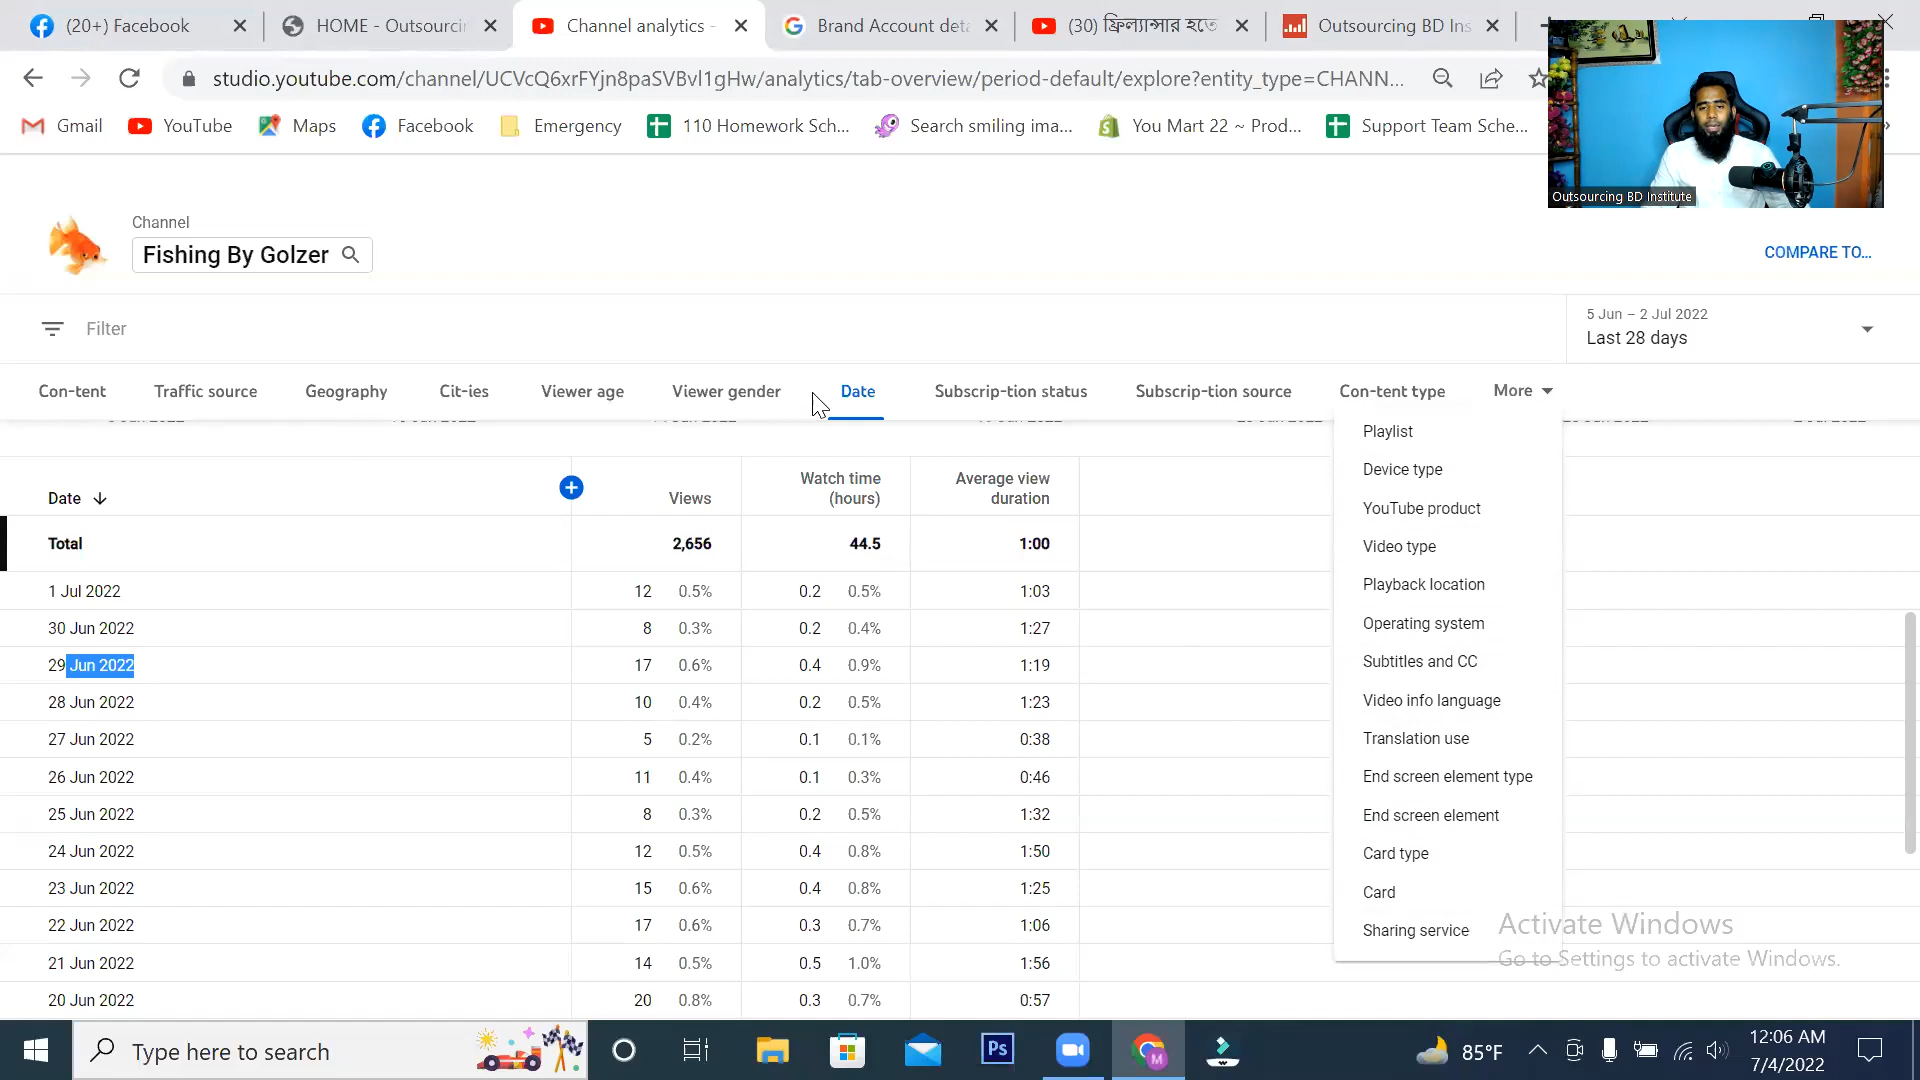 (20+) Facebook
HOME - Outsourcin
Channel analytics -
Brand Account deta
(30) ফ্রিল্যান্সার হতে
Outsourcing BD Ins
studio.youtube.com/channel/UCVcQ6xrFYjn8paSVBvl1gHw/analytics/tab-overview/period-default/explore?entity_type=CHANN...
Gmail
YouTube
Maps
Facebook
Emergency
110 Homework Sch...
Search smiling ima...
You Mart 22 ~ Prod...
Support Team Sche...
Outsourcing BD Institute
Channel
Fishing By Golzer
COMPARE TO...
Filter
5 Jun – 2 Jul 2022
Last 28 days
Con-tent
Traffic source
Geography
Cit-ies
Viewer age
Viewer gender
Date
Subscrip-tion status
Subscrip-tion source
Con-tent type
More
Playlist
Device type
YouTube product
Video type
Playback location
Operating system
Subtitles and CC
Video info language
Translation use
End screen element type
End screen element
Card type
Card
Sharing service
Date
Views
Watch time
(hours)
Average view
duration
Total 2,656 44.5 1:00
1 Jul 2022 12 0.5% 0.2 0.5% 1:03
30 Jun 2022 8 0.3% 0.2 0.4% 1:27
29 Jun 2022 17 0.6% 0.4 0.9% 1:19
28 Jun 2022 10 0.4% 0.2 0.5% 1:23
27 Jun 2022 5 0.2% 0.1 0.1% 0:38
26 Jun 2022 11 0.4% 0.1 0.3% 0:46
25 Jun 2022 8 0.3% 0.2 0.5% 1:32
24 Jun 2022 12 0.5% 0.4 0.8% 1:50
23 Jun 2022 15 0.6% 0.4 0.8% 1:25
22 Jun 2022 17 0.6% 0.3 0.7% 1:06
21 Jun 2022 14 0.5% 0.5 1.0% 1:56
20 Jun 2022 20 0.8% 0.3 0.7% 0:57
Activate Windows
Go to Settings to activate Windows.
Type here to search
Ps
M
85°F
12:06 AM
7/4/2022